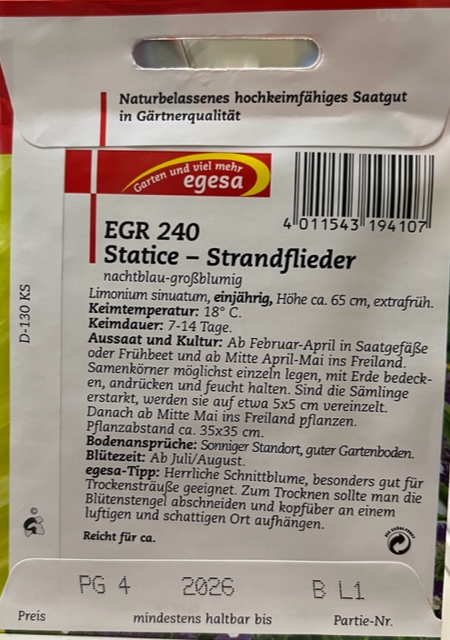 Naturbelassenes hochkeimfähiges Saatgut
in Gärtnerqualität
Garten und viel mehr
egesa
4 011543 194107
EGR 240
Statice – Strandflieder
nachtblau-großblumig
Limonium sinuatum, einjährig, Höhe ca. 65 cm, extrafrüh.
Keimtemperatur: 18° C.
Keimdauer: 7-14 Tage.
Aussaat und Kultur: Ab Februar-April in Saatgefäße
oder Frühbeet und ab Mitte April-Mai ins Freiland.
Samenkörner möglichst einzeln legen, mit Erde bedeck-
en, andrücken und feucht halten. Sind die Sämlinge
erstarkt, werden sie auf etwa 5x5 cm vereinzelt.
Danach ab Mitte Mai ins Freiland pflanzen.
Pflanzabstand ca. 35x35 cm.
Bodenansprüche: Sonniger Standort, guter Gartenboden.
Blütezeit: Ab Juli/August.
egesa-Tipp: Herrliche Schnittblume, besonders gut für
Trockensträuße geeignet. Zum Trocknen sollte man die
Blütenstengel abschneiden und kopfüber an einem
luftigen und schattigen Ort aufhängen.
Reicht für ca.
D-130 KS
©
PG 4 2026 B L1
Preis mindestens haltbar bis Partie-Nr.